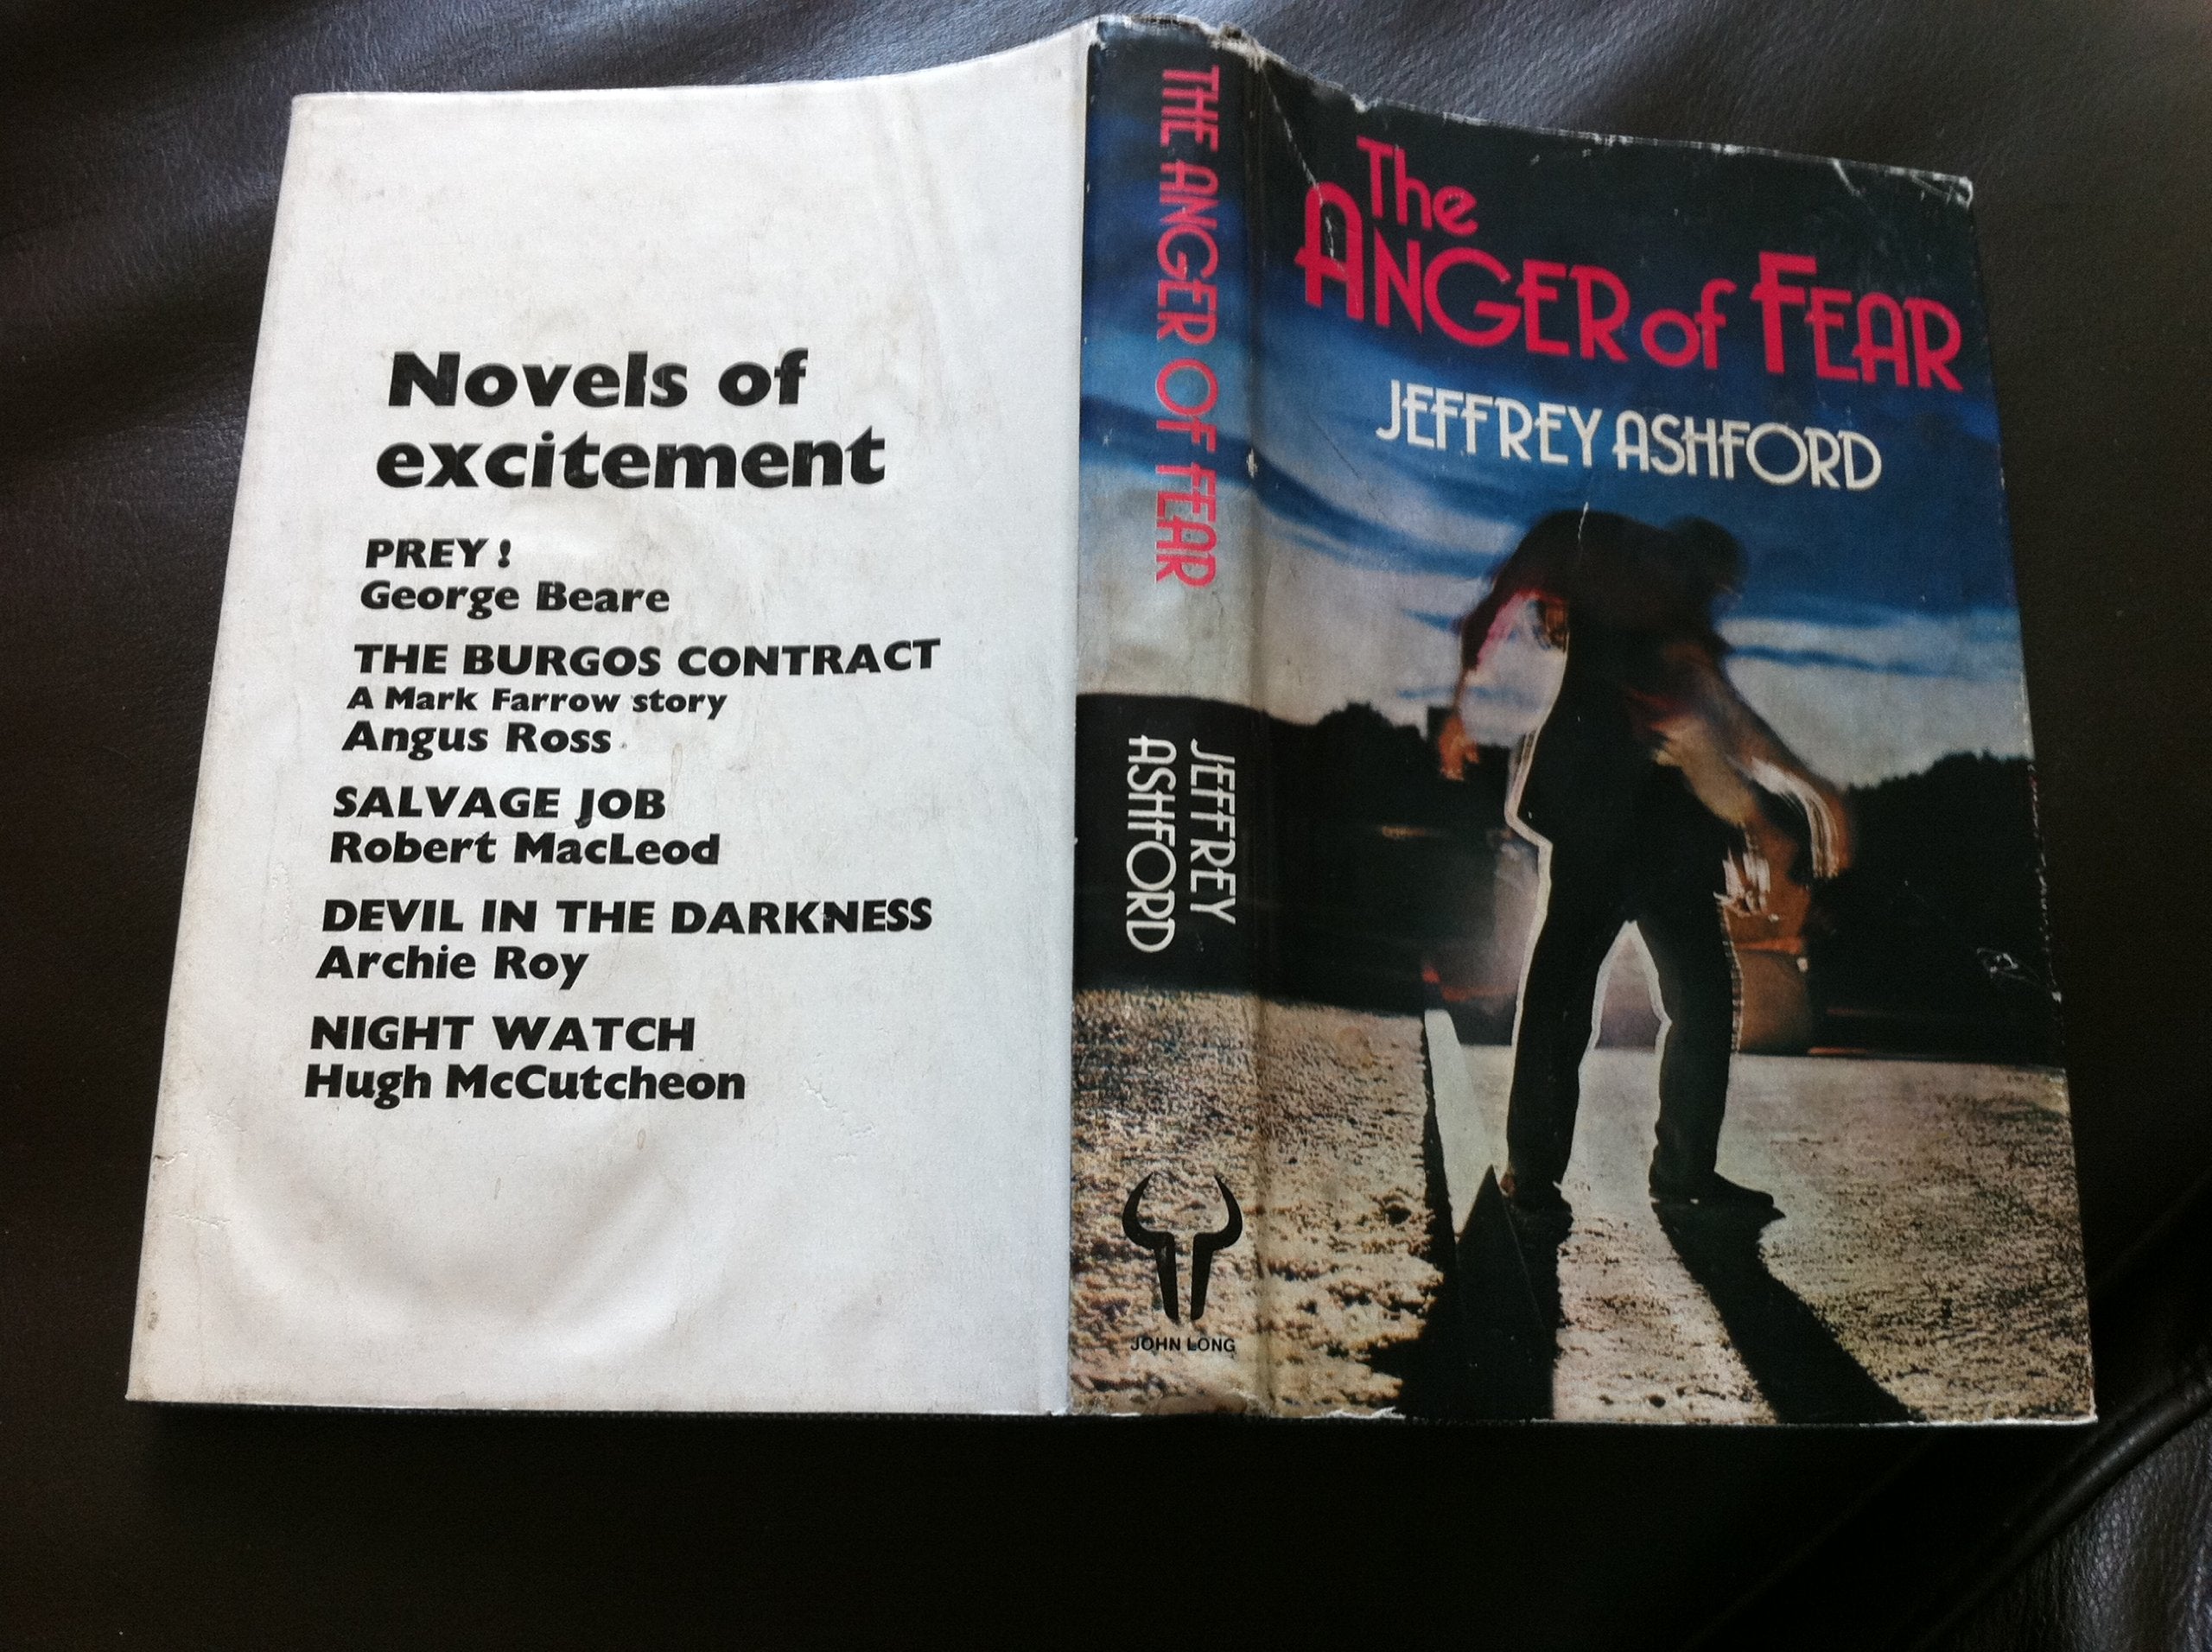 Novels of
excitement
PREY!
George Beare
THE BURGOS CONTRACT
A Mark Farrow story
Angus Ross
SALVAGE JOB
Robert MacLeod
DEVIL IN THE DARKNESS
Archie Roy
NIGHT WATCH
Hugh McCutcheon
THE ANGER OF FEAR
JEFFREY
ASHFORD
JOHN LONG
The
ANGER of FEAR
JEFFREY ASHFORD